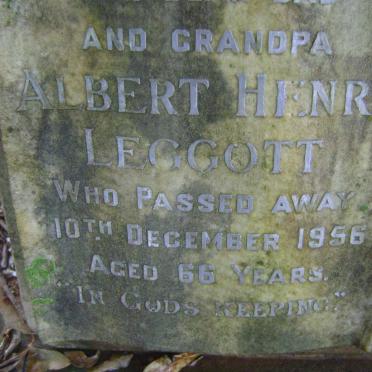 AND GRANDPA
ALBERT HENR
LEGGOTT
WHO PASSED AWAY
10TH DECEMBER 1956
AGED 66 YEARS.
"IN GODS KEEPING."